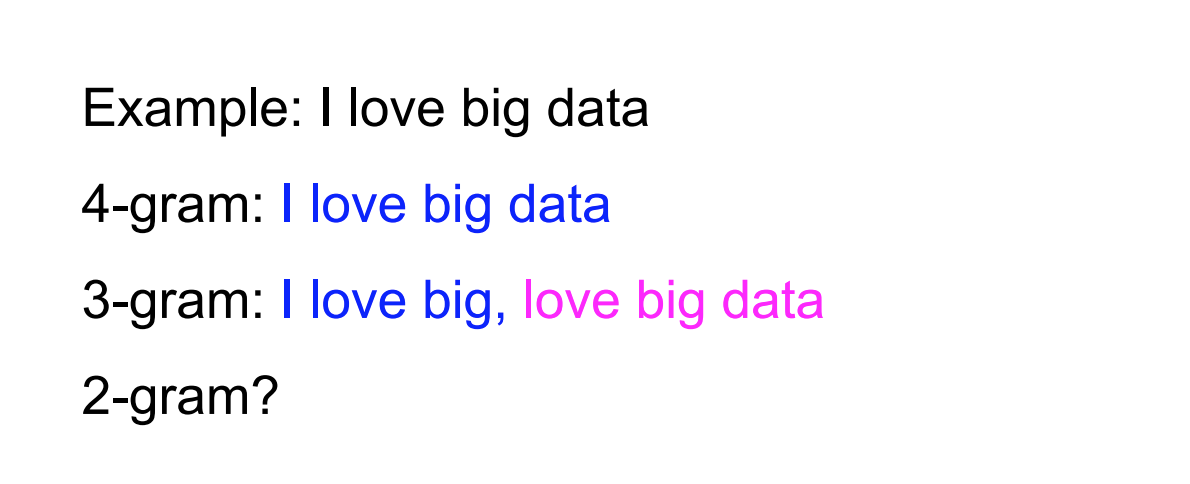 Example: I love big data
4-gram: I love big data
3-gram: I love big, love big data
2-gram?